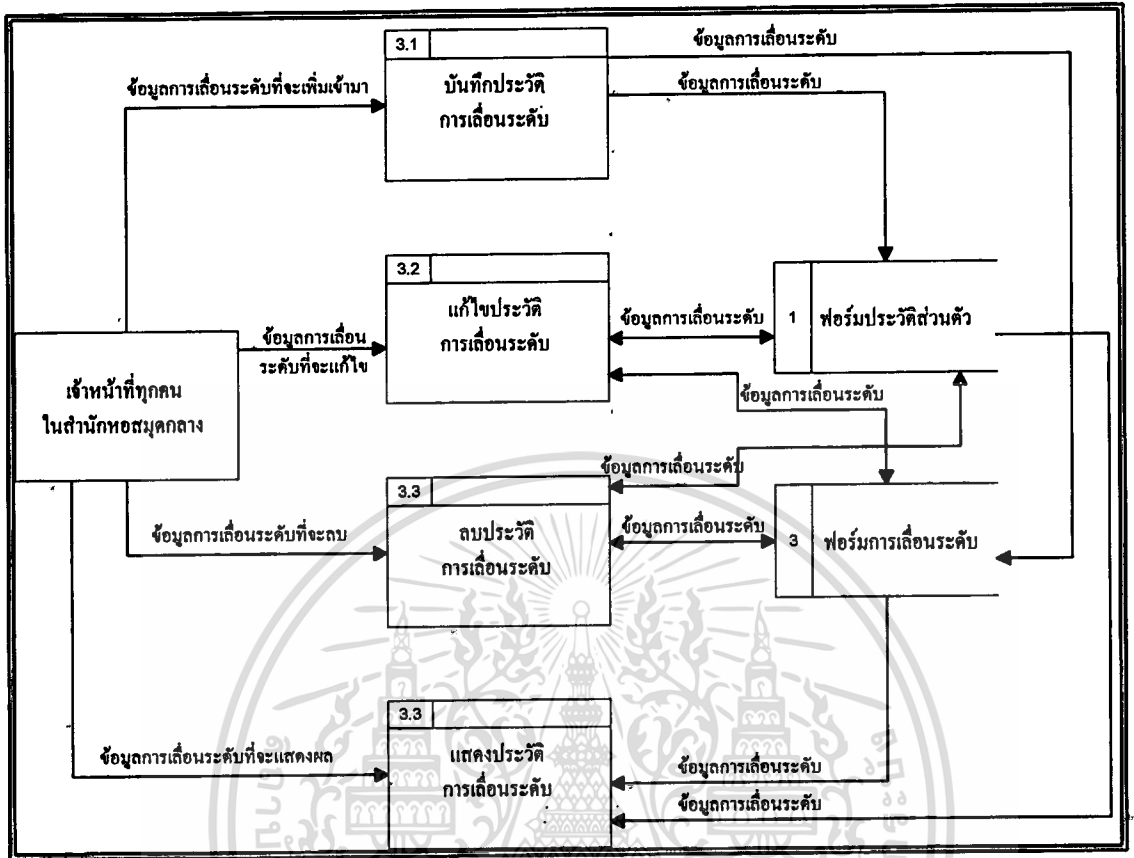 3.1
ข้อมูลการเลื่อนระดับ
บันทึกประวัติ
การเลื่อนระดับ
ข้อมูลการเลื่อนระดับที่จะเพิ่มเข้ามา
ข้อมูลการเลื่อนระดับ
3.2
แก้ไขประวัติ
การเลื่อนระดับ
ข้อมูลการเลื่อน
ระดับที่จะแก้ไข
ข้อมูลการเลื่อนระดับ
1
ฟอร์มประวัติส่วนตัว
เจ้าหน้าที่ทุกคน
ในสำนักหอสมุดกลาง
ข้อมูลการเลื่อนระดับ
ข้อมูลการเลื่อนระดับ
3.3
ลบประวัติ
การเลื่อนระดับ
ข้อมูลการเลื่อนระดับที่จะลบ
ข้อมูลการเลื่อนระดับ
3
ฟอร์มการเลื่อนระดับ
3.3
แสดงประวัติ
การเลื่อนระดับ
ข้อมูลการเลื่อนระดับที่จะแสดงผล
ข้อมูลการเลื่อนระดับ
ข้อมูลการเลื่อนระดับ